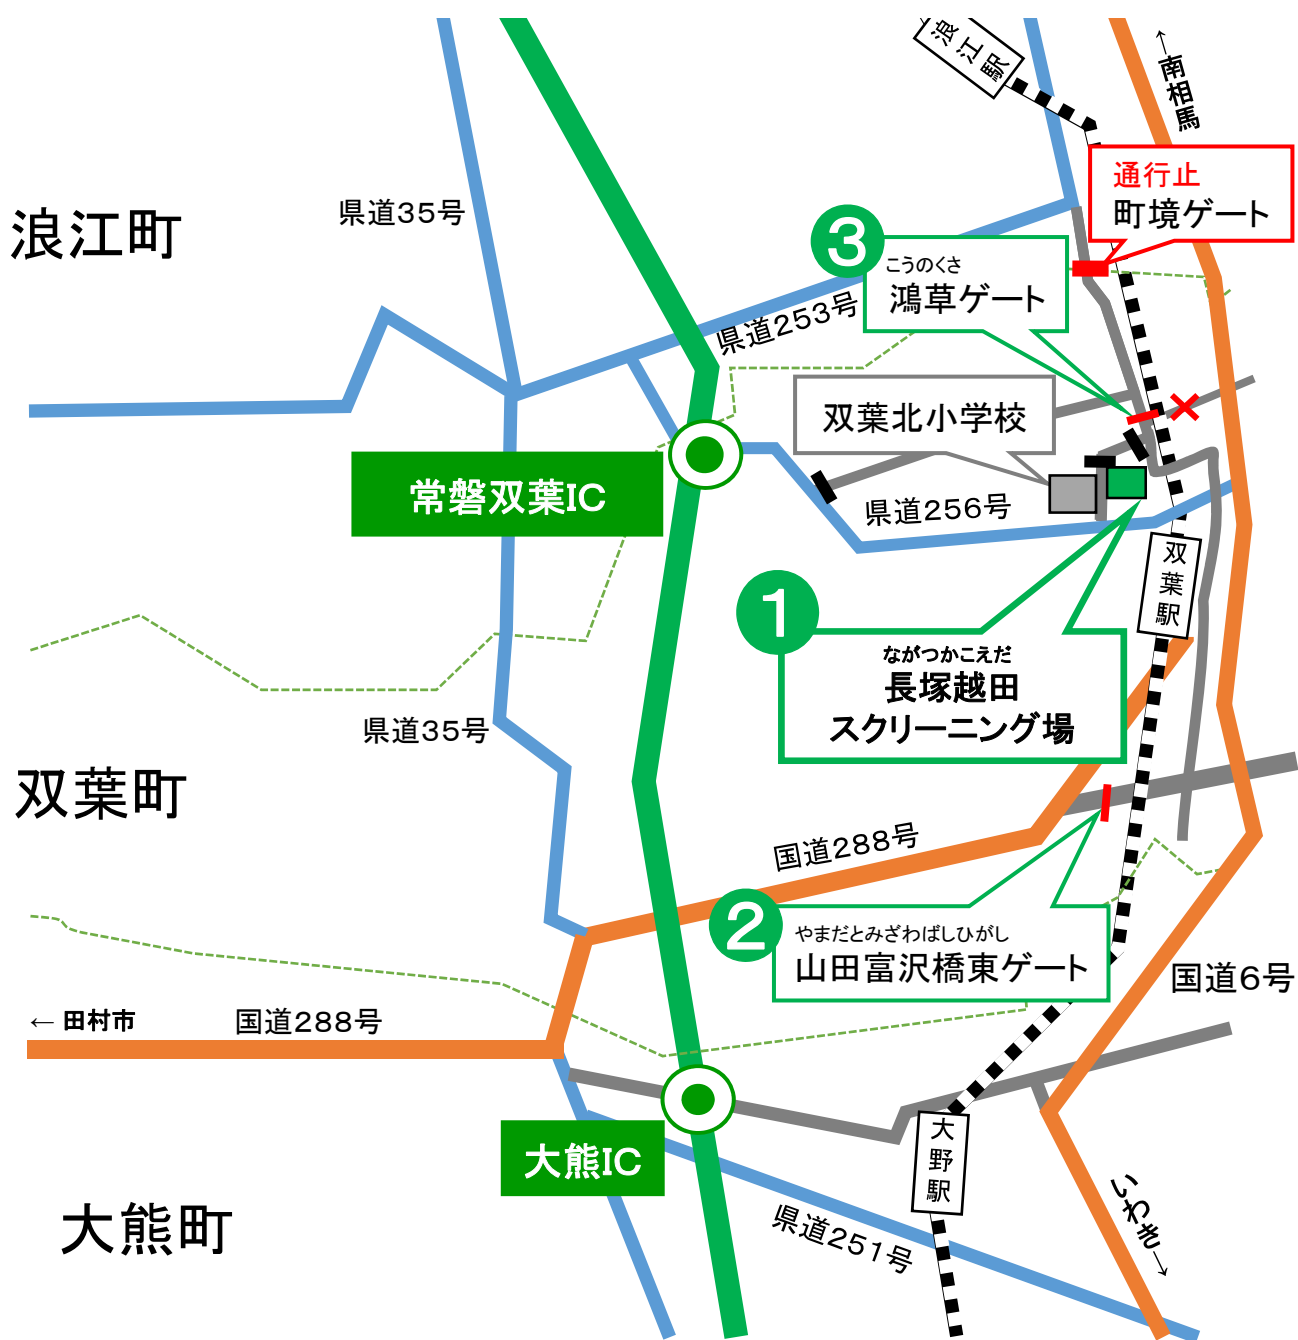 浪江駅
←南相馬
通行止
町境ゲート
県道35号
浪江町
3
こうのくさ
鴻草ゲート
県道253号
双葉北小学校
常磐双葉IC
県道256号
双葉駅
1
ながつかこえだ
長塚越田
スクリーニング場
県道35号
双葉町
国道288号
2
やまだとみざわばしひがし
山田富沢橋東ゲート
国道6号
← 田村市
国道288号
大熊IC
大野駅
大熊町
県道251号
いわき→